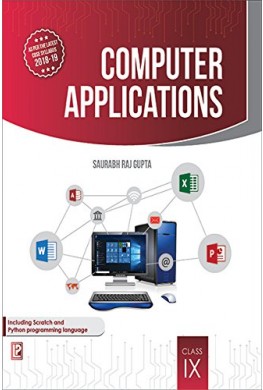 AS PER THE LATEST
CBSE SYLLABUS
2018-19
COMPUTER
APPLICATIONS
SAURABH RAJ GUPTA
A
X
W
P
@
Including Scratch and
Python programming language
LP
CLASS
IX